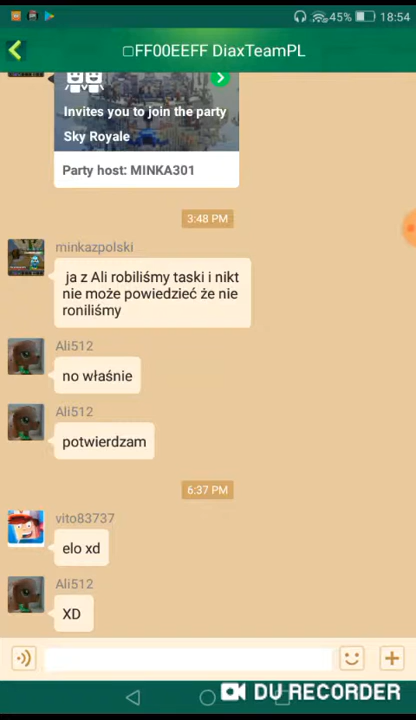 45% 18:54
□FF00EEFF DiaxTeamPL
Invites you to join the party
Sky Royale
Party host: MINKA301
3:48 PM
minkazpolski
ja z Ali robiliśmy taski i nikt
nie może powiedzieć że nie
roniliśmy
Ali512
no właśnie
Ali512
potwierdzam
6:37 PM
vito83737
elo xd
Ali512
XD
DU RECORDER